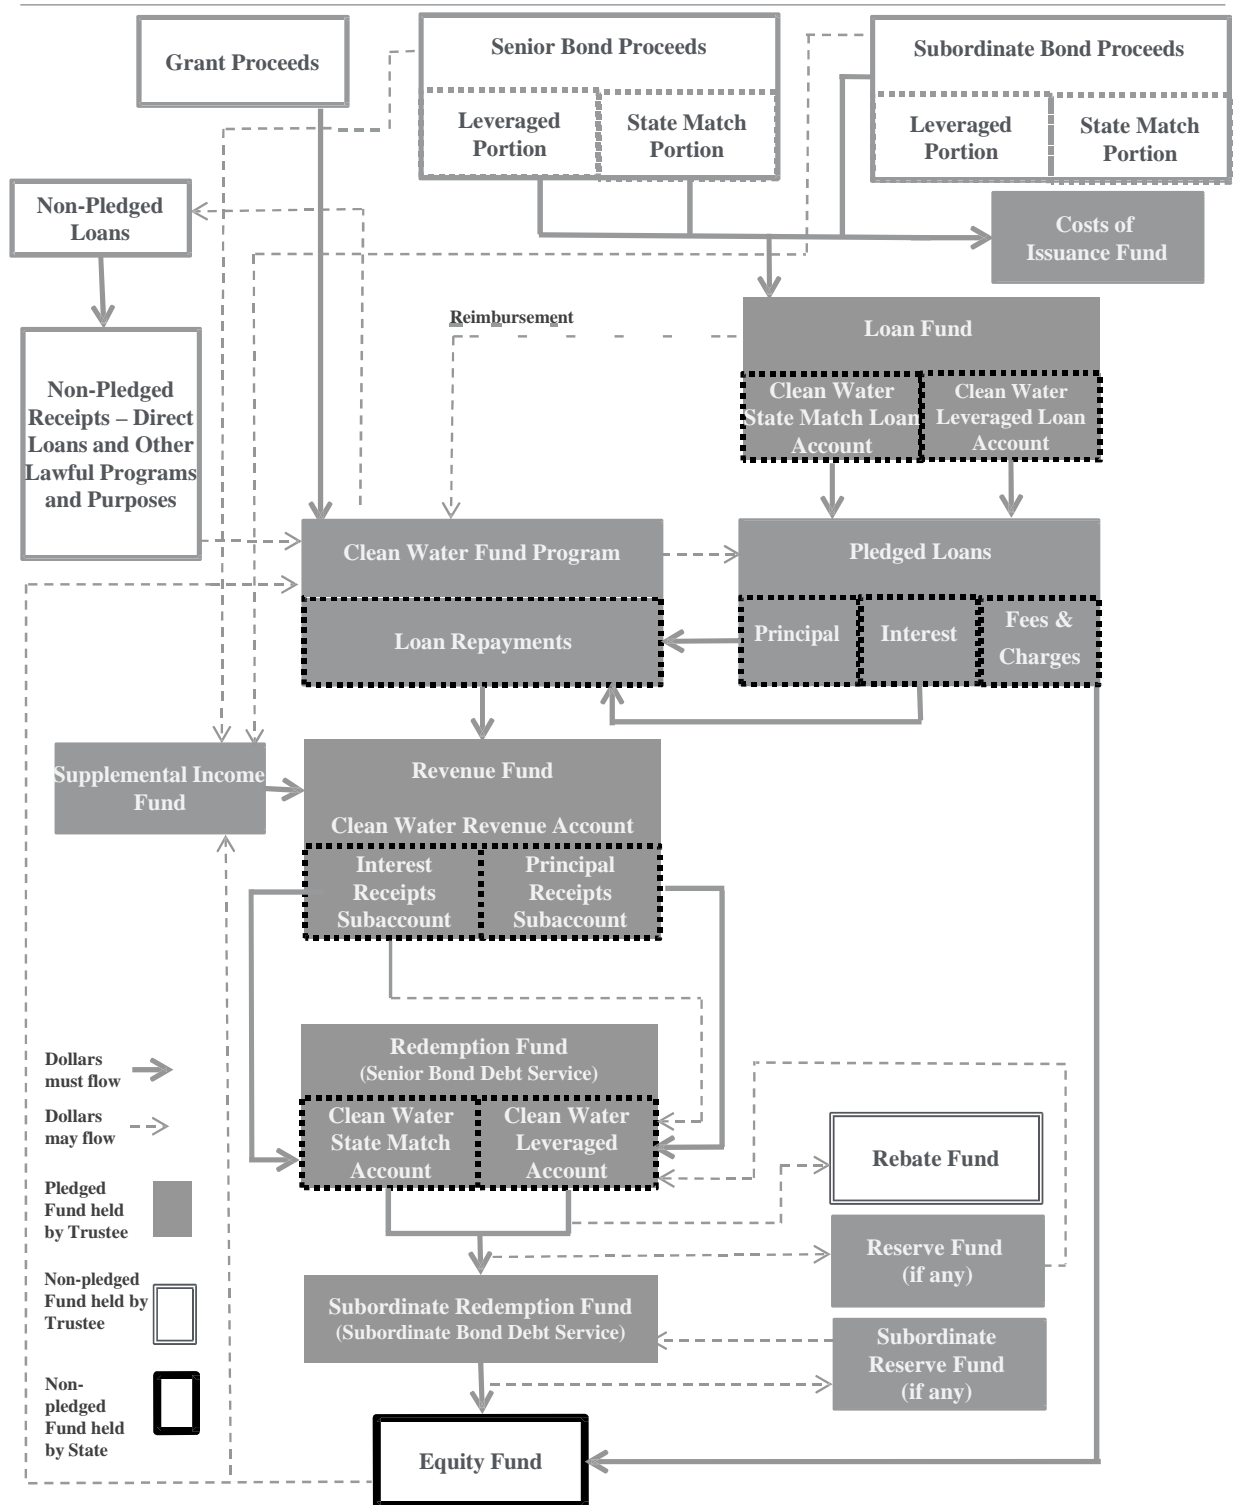 Grant Proceeds
Senior Bond Proceeds
Leveraged
Portion
State Match
Portion
Subordinate Bond Proceeds
Leveraged
Portion
State Match
Portion
Non-Pledged
Loans
Costs of
Issuance Fund
Reimbursement
Loan Fund
Clean Water
State Match Loan
Account
Clean Water
Leveraged Loan
Account
Non-Pledged
Receipts – Direct
Loans and Other
Lawful Programs
and Purposes
Clean Water Fund Program
Loan Repayments
Pledged Loans
Principal
Interest
Fees &
Charges
Supplemental Income
Fund
Revenue Fund
Clean Water Revenue Account
Interest
Receipts
Subaccount
Principal
Receipts
Subaccount
Redemption Fund
(Senior Bond Debt Service)
Clean Water
State Match
Account
Clean Water
Leveraged
Account
Rebate Fund
Reserve Fund
(if any)
Subordinate Redemption Fund
(Subordinate Bond Debt Service)
Subordinate
Reserve Fund
(if any)
Equity Fund
Dollars
must flow
Dollars
may flow
Pledged
Fund held
by Trustee
Non-pledged
Fund held by
Trustee
Non-
pledged
Fund held
by State